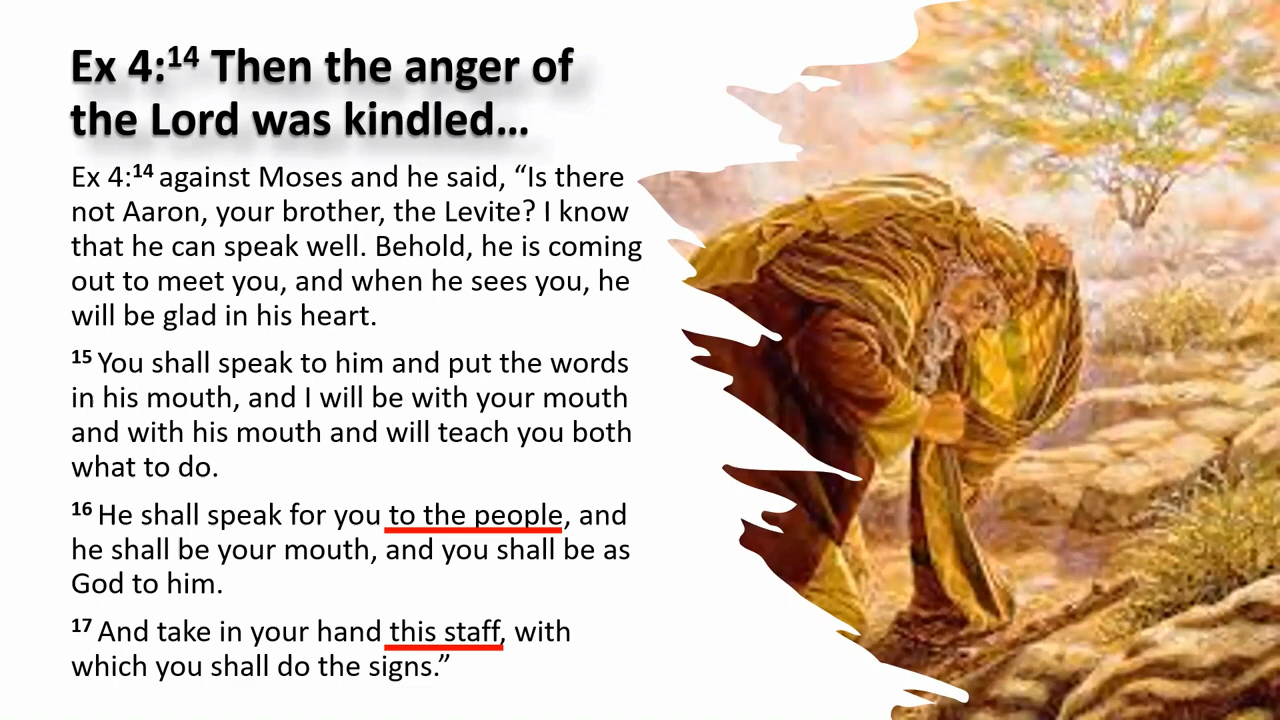 Ex 4:¹⁴ Then the anger of
the Lord was kindled…
Ex 4:¹⁴ against Moses and he said, “Is there
not Aaron, your brother, the Levite? I know
that he can speak well. Behold, he is coming
out to meet you, and when he sees you, he
will be glad in his heart.
¹⁵ You shall speak to him and put the words
in his mouth, and I will be with your mouth
and with his mouth and will teach you both
what to do.
¹⁶ He shall speak for you to the people, and
he shall be your mouth, and you shall be as
God to him.
¹⁷ And take in your hand this staff, with
which you shall do the signs.”